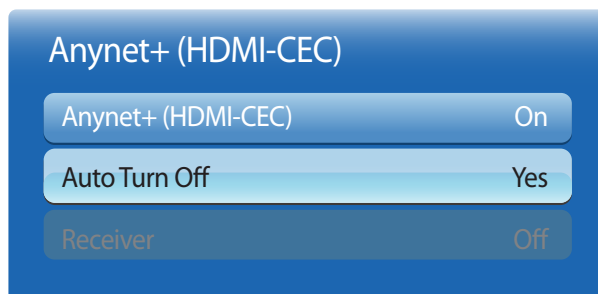 Anynet+ (HDMI-CEC)
Anynet+ (HDMI-CEC) On
Auto Turn Off Yes
Receiver Off